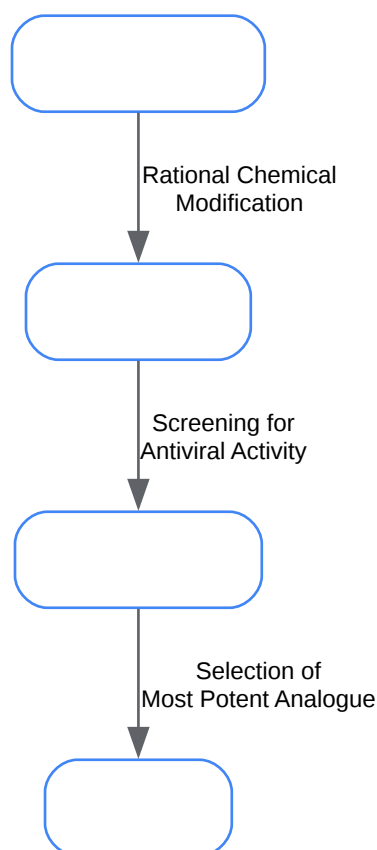 Rational Chemical
Modification
Screening for
Antiviral Activity
Selection of
Most Potent Analogue